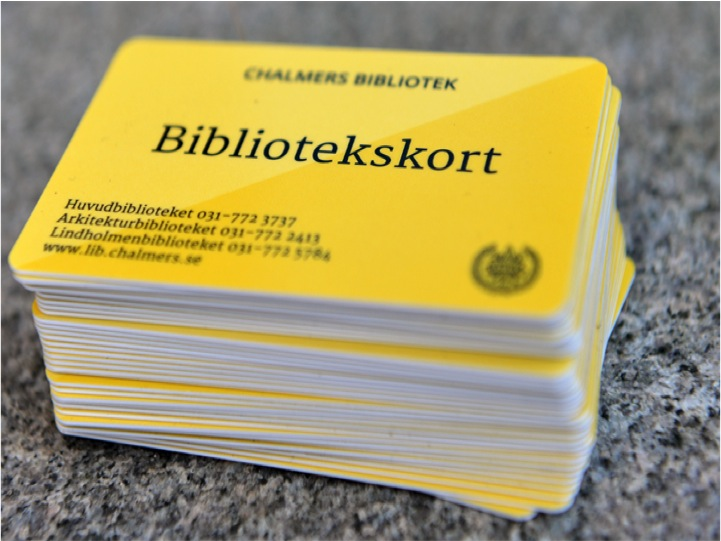 CHALMERS BIBLIOTEK
Bibliotekskort
Huvudbiblioteket 031-772 3737
Arkitekturbiblioteket 031-772 2413
Lindholmenbiblioteket 031-772 5784
www.lib.chalmers.se